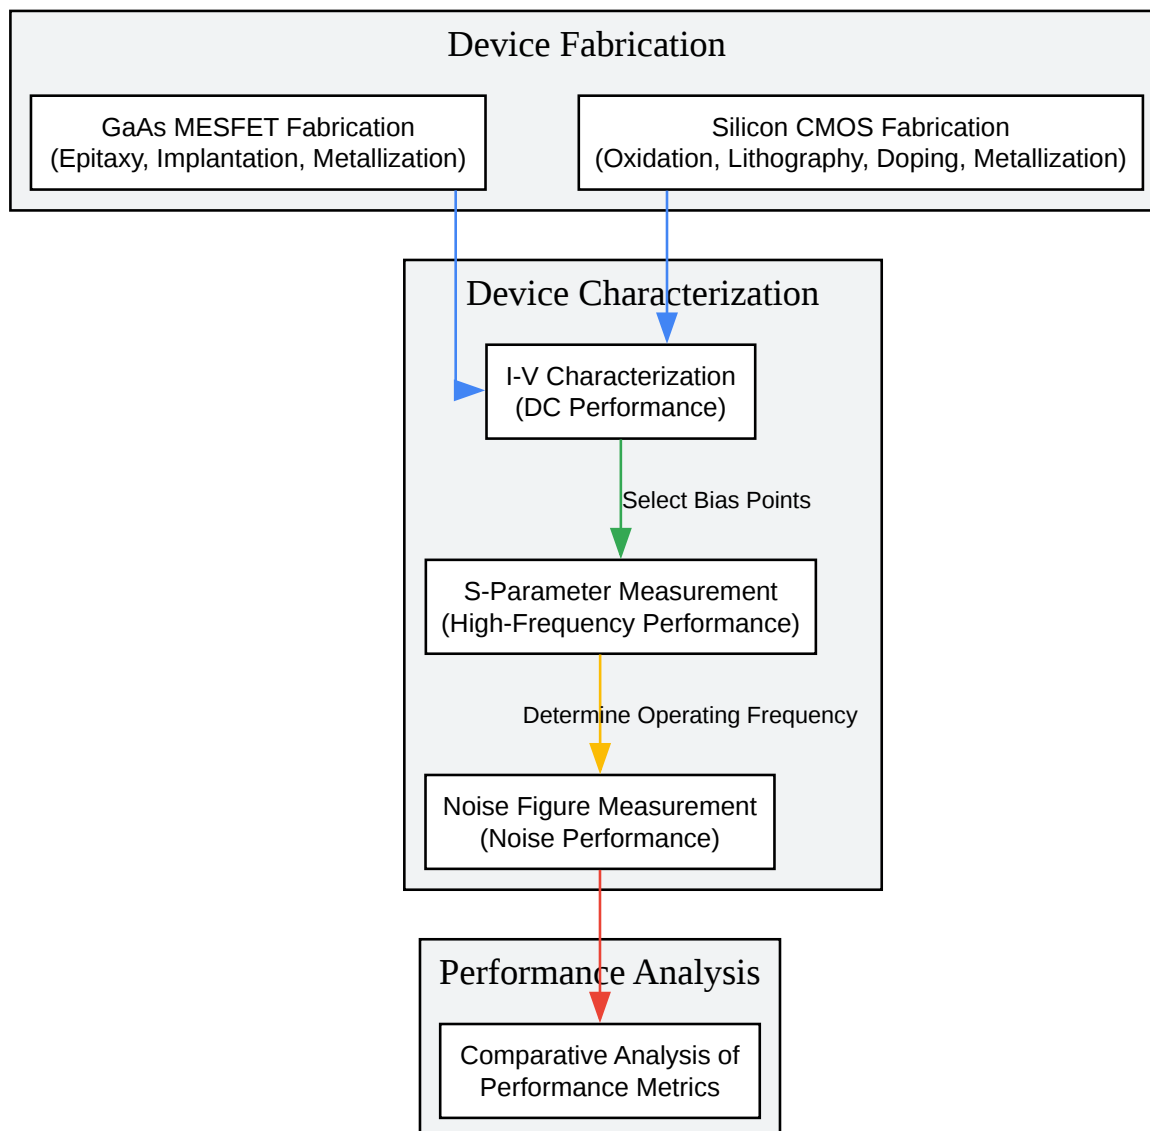 Device Fabrication
GaAs MESFET Fabrication
(Epitaxy, Implantation, Metallization)
Silicon CMOS Fabrication
(Oxidation, Lithography, Doping, Metallization)
Device Characterization
I-V Characterization
(DC Performance)
Select Bias Points
S-Parameter Measurement
(High-Frequency Performance)
Determine Operating Frequency
Noise Figure Measurement
(Noise Performance)
Performance Analysis
Comparative Analysis of
Performance Metrics